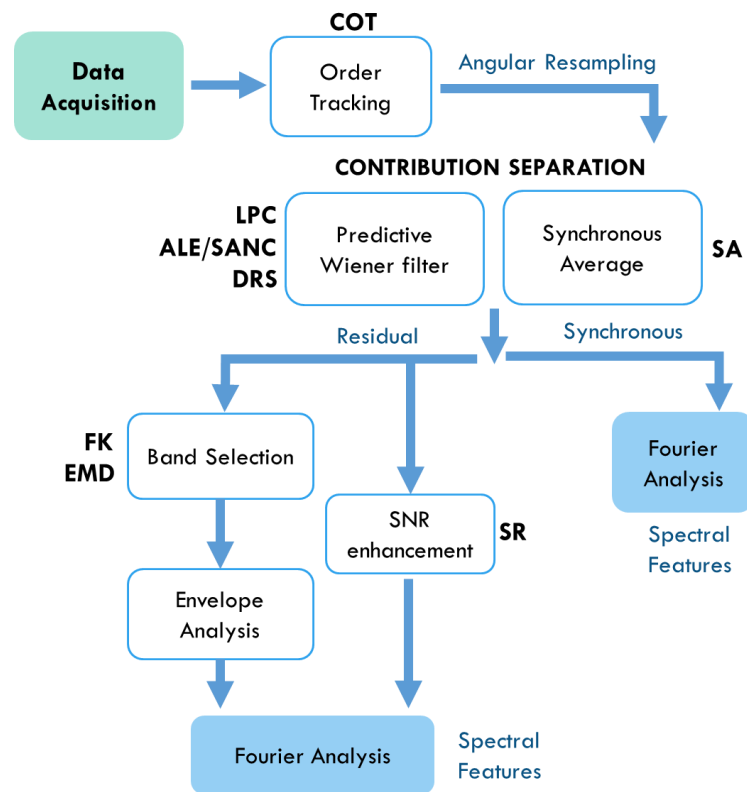 COT
Data
Acquisition
Order
Tracking
Angular Resampling
CONTRIBUTION SEPARATION
LPC
ALE/SANC
DRS
Predictive
Wiener filter
Synchronous
Average
SA
Residual
Synchronous
FK
EMD
Band Selection
Fourier
Analysis
SNR
enhancement
SR
Spectral
Features
Envelope
Analysis
Fourier Analysis
Spectral
Features